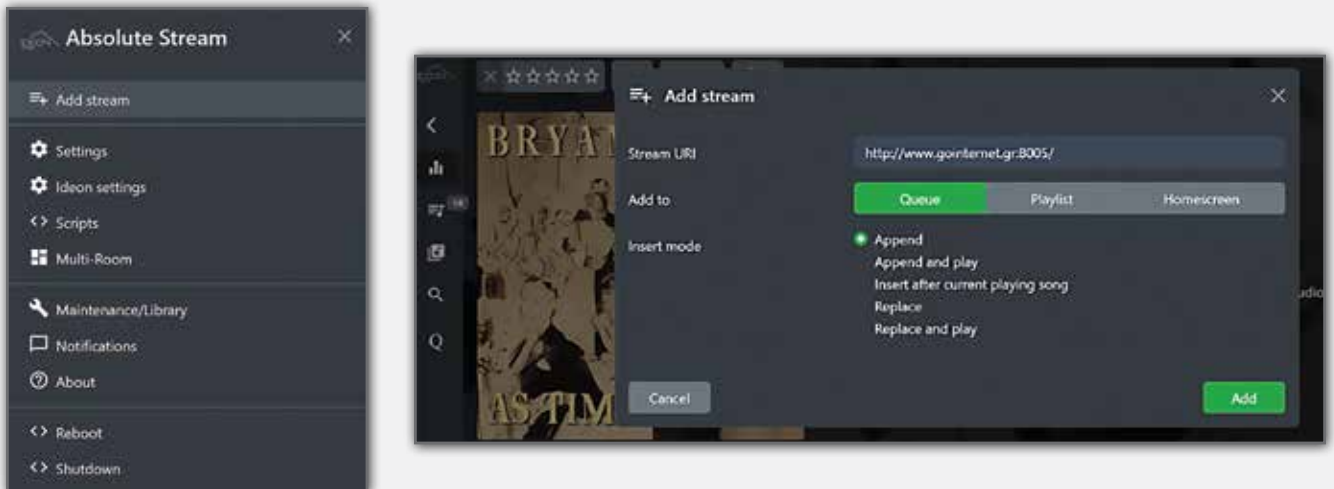 Absolute Stream
Add stream
Settings
Ideon settings
Scripts
Multi-Room
Maintenance/Library
Notifications
About
Reboot
Shutdown
Add stream
BRYA
Stream URI
http://www.gointernet.gr:8005/
Add to
Queue
Playlist
Homescreen
Insert mode
Append
Append and play
Insert after current playing song
Replace
Replace and play
Q
AS TIM
Cancel
Add